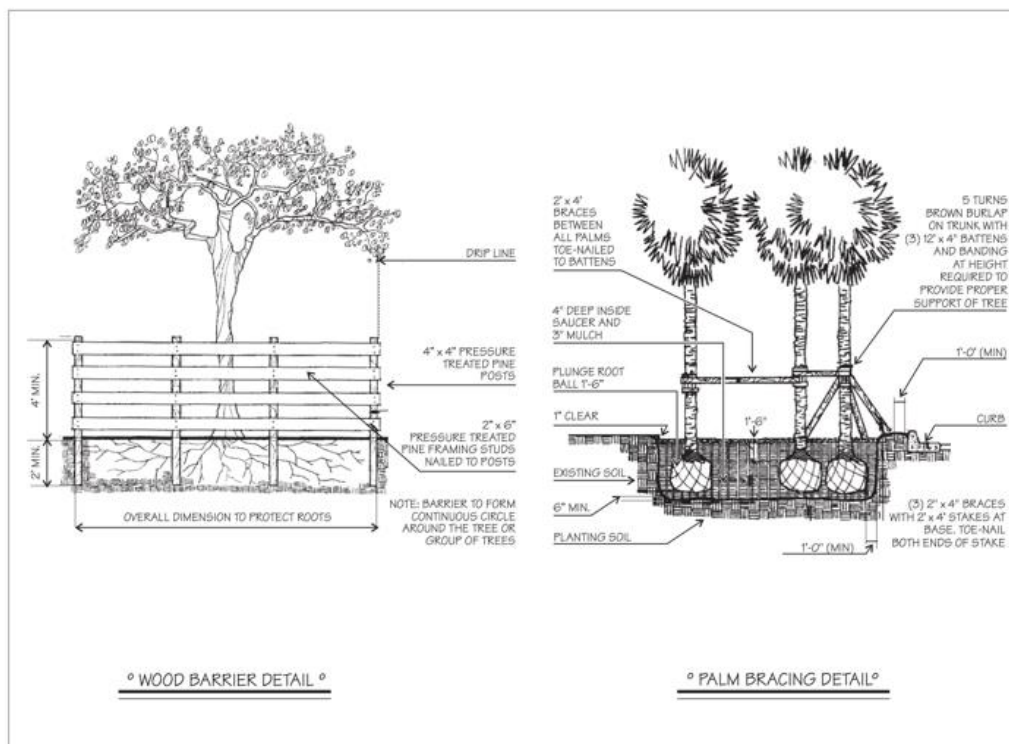 DRIP LINE
4" x 4" PRESSURE
TREATED PINE
POSTS
2" x 6"
PRESSURE TREATED
PINE FRAMING STUDS
NAILED TO POSTS
4' MIN.
2" MIN.
OVERALL DIMENSION TO PROTECT ROOTS
NOTE: BARRIER TO FORM
CONTINUOUS CIRCLE
AROUND THE TREE OR
GROUP OF TREES
° WOOD BARRIER DETAIL °
2" x 4'
BRACES
BETWEEN
ALL PALMS
TOE-NAILED
TO BATTENS
4" DEEP INSIDE
SAUCER AND
3" MULCH
PLUNGE ROOT
BALL 1'-6"
1" CLEAR
1'-6"
EXISTING SOIL
6" MIN.
PLANTING SOIL
5 TURNS
BROWN BURLAP
ON TRUNK WITH
(3) 12" x 4" BATTENS
AND BANDING
AT HEIGHT
REQUIRED TO
PROVIDE PROPER
SUPPORT OF TREE
1'-0" (MIN)
CURB
(3) 2" x 4" BRACES
WITH 2' x 4' STAKES AT
BASE. TOE-NAIL
BOTH ENDS OF STAKE
1'-0" (MIN)
° PALM BRACING DETAIL°